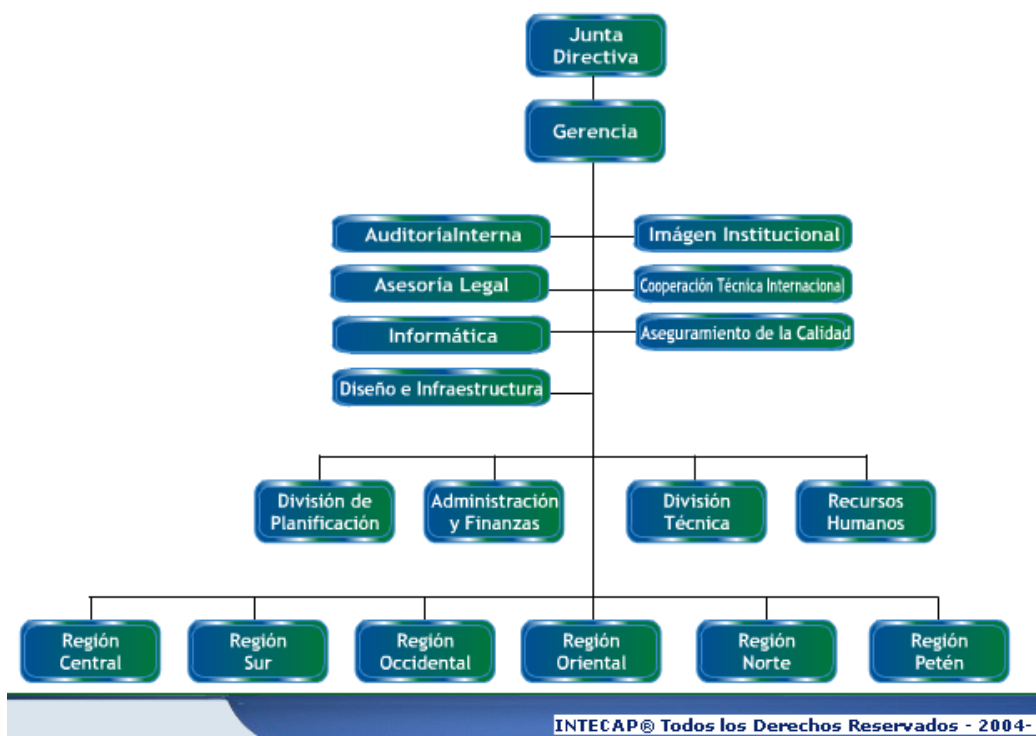 Junta
Directiva
Gerencia
AuditoríaInterna
Imágen Institucional
Asesoría Legal
Cooperación Técnica Internacional
Informática
Aseguramiento de la Calidad
Diseño e Infraestructura
División de
Planificación
Administración
y Finanzas
División
Técnica
Recursos
Humanos
Región
Central
Región
Sur
Región
Occidental
Región
Oriental
Región
Norte
Región
Petén
INTECAP® Todos los Derechos Reservados - 2004-